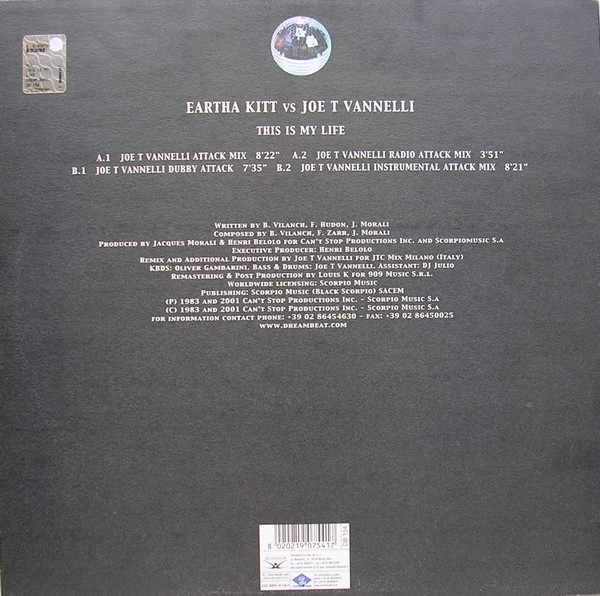 EARTHA KITT VS JOE T VANNELLI
THIS IS MY LIFE
A.1 JOE T VANNELLI ATTACK MIX 8'22" A.2 JOE T VANNELLI RADIO ATTACK MIX 3'51"
B.1 JOE T VANNELLI DUBBY ATTACK 7'35" B.2 JOE T VANNELLI INSTRUMENTAL ATTACK MIX 8'21"
WRITTEN BY B. VILANCH, F. HUDON, J. MORALI
COMPOSED BY B. VILANCH, F. ZARR, J. MORALI
PRODUCED BY JACQUES MORALI & HENRI BELOLO FOR CAN'T STOP PRODUCTIONS INC. AND SCORPIOMUSIC S.A
EXECUTIVE PRODUCER: HENRI BELOLO
REMIX AND ADDITIONAL PRODUCTION BY JOE T VANNELLI FOR JTC MIX MILANO (ITALY)
KBDS: OLIVER GAMBARINI. BASS & DRUMS: JOE T VANNELLI. ASSISTANT: DJ JULIO
REMASTERING & POST PRODUCTION BY LOUIS K FOR 909 MUSIC S.R.L.
WORLDWIDE LICENSING: SCORPIO MUSIC
PUBLISHING: SCORPIO MUSIC (BLACK SCORPIO) SACEM
(P) 1983 AND 2001 CAN'T STOP PRODUCTIONS INC. - SCORPIO MUSIC S.A
(C) 1983 AND 2001 CAN'T STOP PRODUCTIONS INC. - SCORPIO MUSIC S.A
FOR INFORMATION CONTACT PHONE: +39 02 86454630 - FAX: +39 02 86450025
WWW.DREAMBEAT.COM
8 020219 075417
DB 154